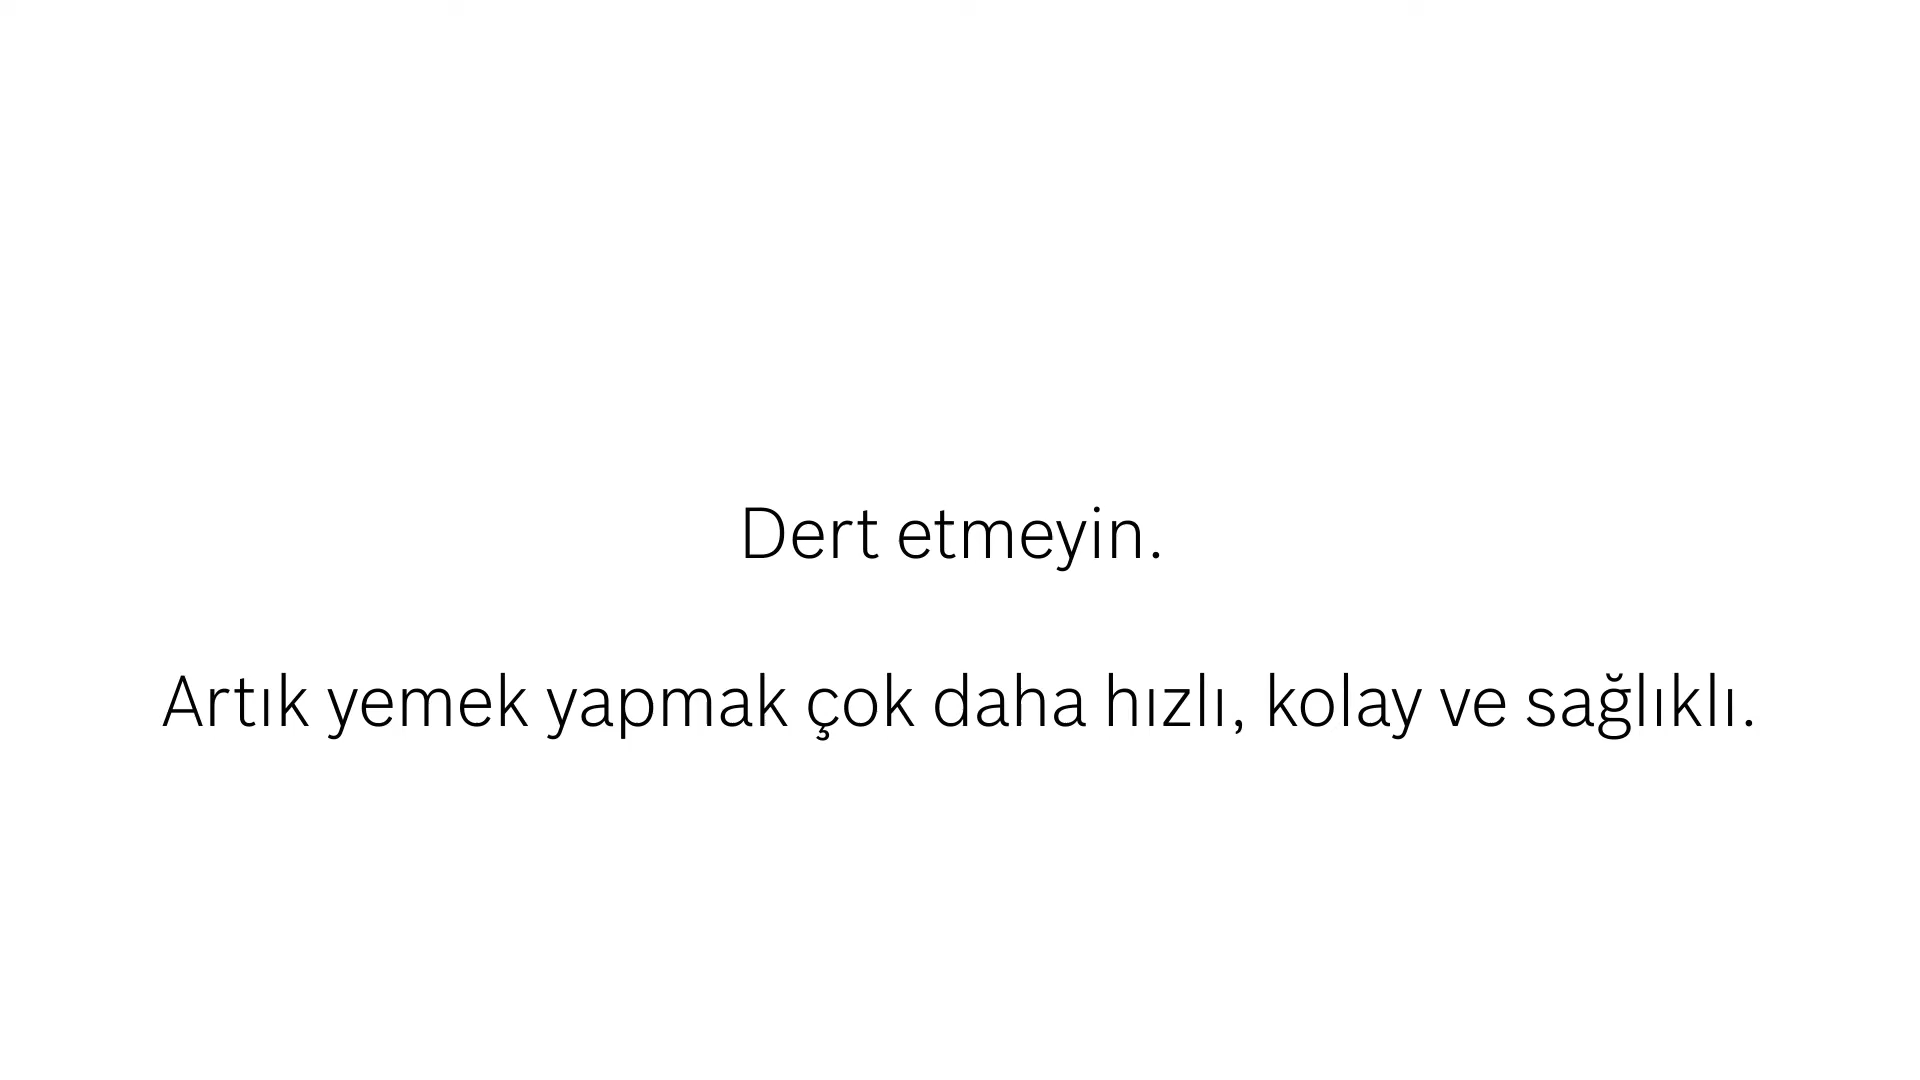 Dert etmeyin.
Artık yemek yapmak çok daha hızlı, kolay ve sağlıklı.